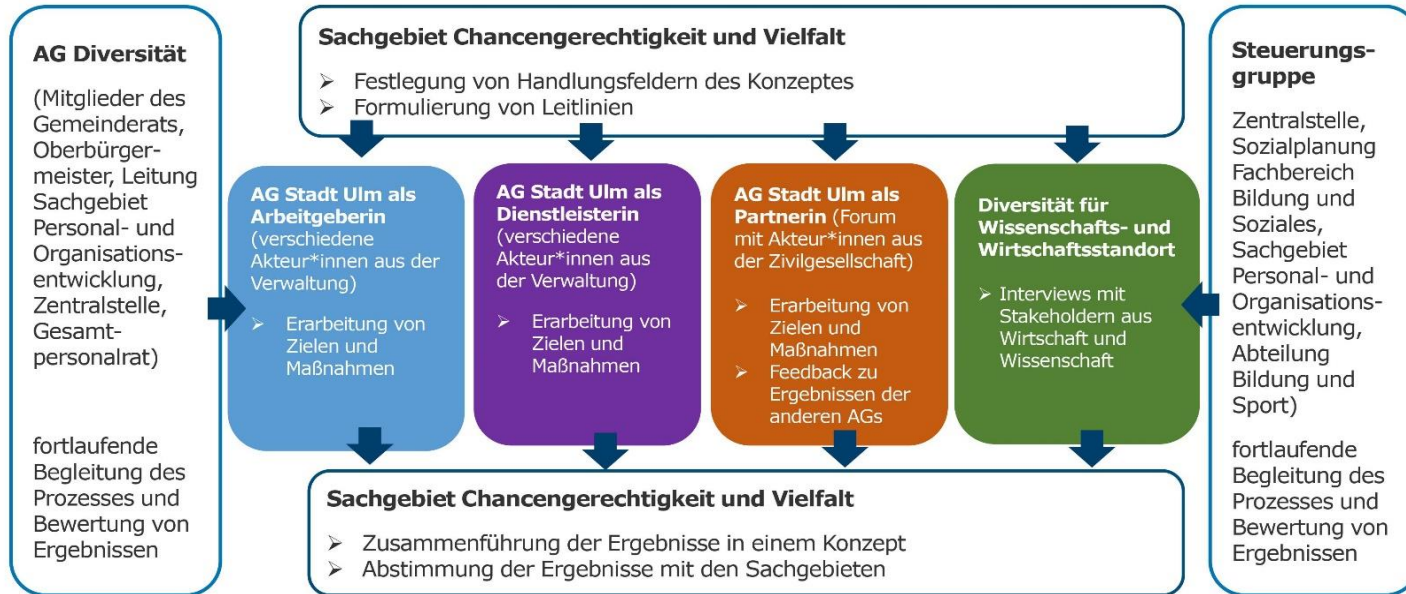 AG Diversität
(Mitglieder des
Gemeinderats,
Oberbürger-
meister, Leitung
Sachgebiet
Personal- und
Organisations-
entwicklung,
Zentralstelle,
Gesamt-
personalrat)
fortlaufende
Begleitung des
Prozesses und
Bewertung von
Ergebnissen
Sachgebiet Chancengerechtigkeit und Vielfalt
➢ Festlegung von Handlungsfeldern des Konzeptes
➢ Formulierung von Leitlinien
AG Stadt Ulm als
Arbeitgeberin
(verschiedene
Akteur*innen aus der
Verwaltung)
➢ Erarbeitung von
Zielen und
Maßnahmen
AG Stadt Ulm als
Dienstleisterin
(verschiedene
Akteur*innen aus
der Verwaltung)
➢ Erarbeitung von
Zielen und
Maßnahmen
AG Stadt Ulm als
Partnerin (Forum
mit Akteur*innen aus
der Zivilgesellschaft)
➢ Erarbeitung von
Zielen und
Maßnahmen
➢ Feedback zu
Ergebnissen der
anderen AGs
Diversität für
Wissenschafts- und
Wirtschaftsstandort
➢ Interviews mit
Stakeholdern aus
Wirtschaft und
Wissenschaft
Sachgebiet Chancengerechtigkeit und Vielfalt
➢ Zusammenführung der Ergebnisse in einem Konzept
➢ Abstimmung der Ergebnisse mit den Sachgebieten
Steuerungs-
gruppe
Zentralstelle,
Sozialplanung
Fachbereich
Bildung und
Soziales,
Sachgebiet
Personal- und
Organisations-
entwicklung,
Abteilung
Bildung und
Sport)
fortlaufende
Begleitung des
Prozesses und
Bewertung von
Ergebnissen